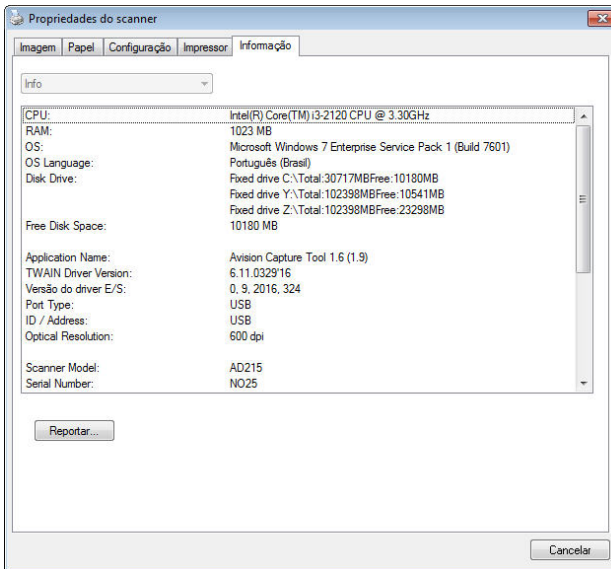 Propriedades do scanner
Imagem Papel Configuração Impressor Informação
Info
CPU: Intel(R) Core(TM) i3-2120 CPU @ 3.30GHz
RAM: 1023 MB
OS: Microsoft Windows 7 Enterprise Service Pack 1 (Build 7601)
OS Language: Português (Brasil)
Disk Drive: Fixed drive C:\Total:30717MBFree:10180MB
Fixed drive Y:\Total:102398MBFree:10541MB
Fixed drive Z:\Total:102398MBFree:23298MB
Free Disk Space: 10180 MB
Application Name: Avision Capture Tool 1.6 (1.9)
TWAIN Driver Version: 6.11.0329'16
Versão do driver E/S: 0, 9, 2016, 324
Port Type: USB
ID / Address: USB
Optical Resolution: 600 dpi
Scanner Model: AD215
Serial Number: NO25
Reportar...
Cancelar